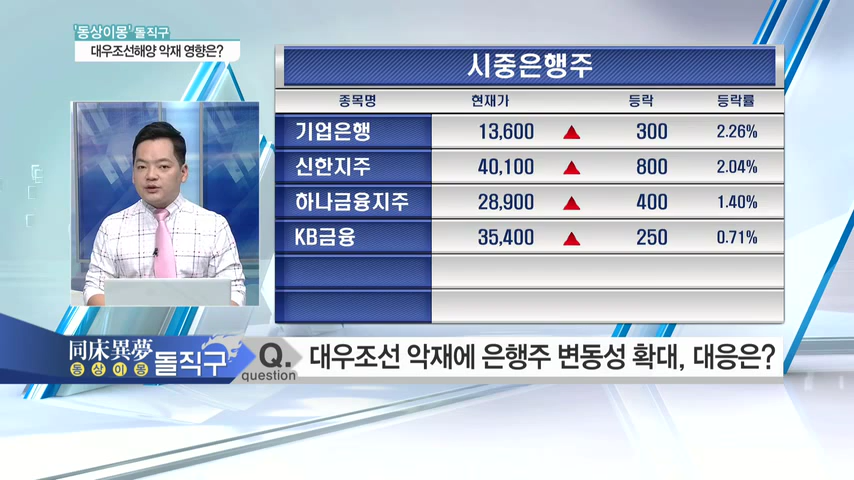 '동상이몽' 돌직구
대우조선해양 악재 영향은?
시중은행주
종목명 현재가 등락 등락률
기업은행 13,600 ▲ 300 2.26%
신한지주 40,100 ▲ 800 2.04%
하나금융지주 28,900 ▲ 400 1.40%
KB금융 35,400 ▲ 250 0.71%
同床異夢
동상이몽
돌직구
Q.
question
대우조선 악재에 은행주 변동성 확대, 대응은?